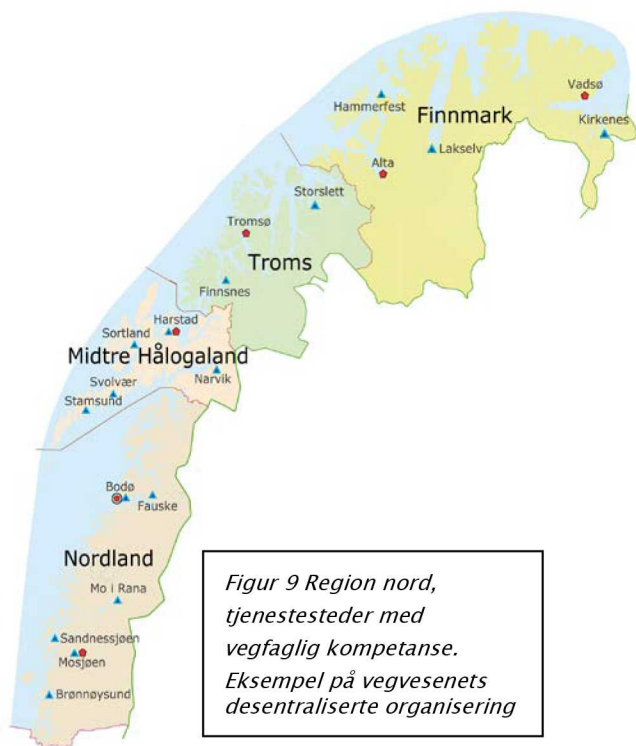 Vadsø
Hammerfest
Finnmark
Kirkenes
Lakselv
Alta
Storslett
Tromsø
Troms
Finnsnes
Harstad
Sortland
Midtre Hålogaland
Narvik
Svolvær
Stamsund
Bodø
Fauske
Nordland
Mo i Rana
Sandnessjøen
Mosjøen
Brønnøysund
Figur 9 Region nord,
tjenestesteder med
vegfaglig kompetanse.
Eksempel på vegvesenets
desentraliserte organisering